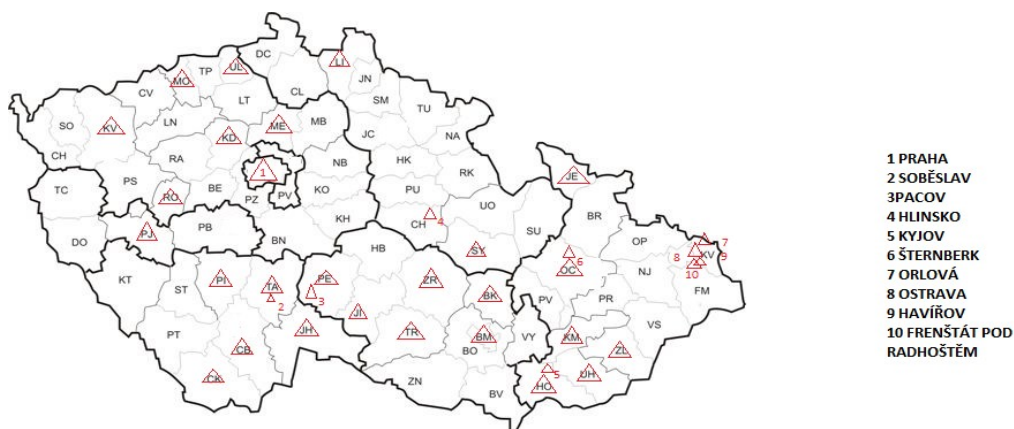 DC
LI
TP
UL
MO
JN
CV
CL
LT
SM
TU
SO
KV
LN
ME
MB
KD
JC
NA
CH
RA
HK
NB
RK
1
JE
TC
PS
BE
RO
PZ
PV
KO
PU
UO
BR
CH
4
KH
SU
PJ
PB
DO
BN
HB
SY
OP
7
KV
6
8
9
OC
10
KT
ST
PI
TA
PE
ZR
NJ
FM
2
3
BK
PV
PR
JI
VS
PT
JH
TR
BM
VY
KM
CB
BO
ZL
CK
5
UH
ZN
HO
BV
1 PRAHA
2 SOBĚSLAV
3PACOV
4 HLINSKO
5 KYJOV
6 ŠTERNBERK
7 ORLOVÁ
8 OSTRAVA
9 HAVÍŘOV
10 FRENŠTÁT POD
RADHOŠTĚM